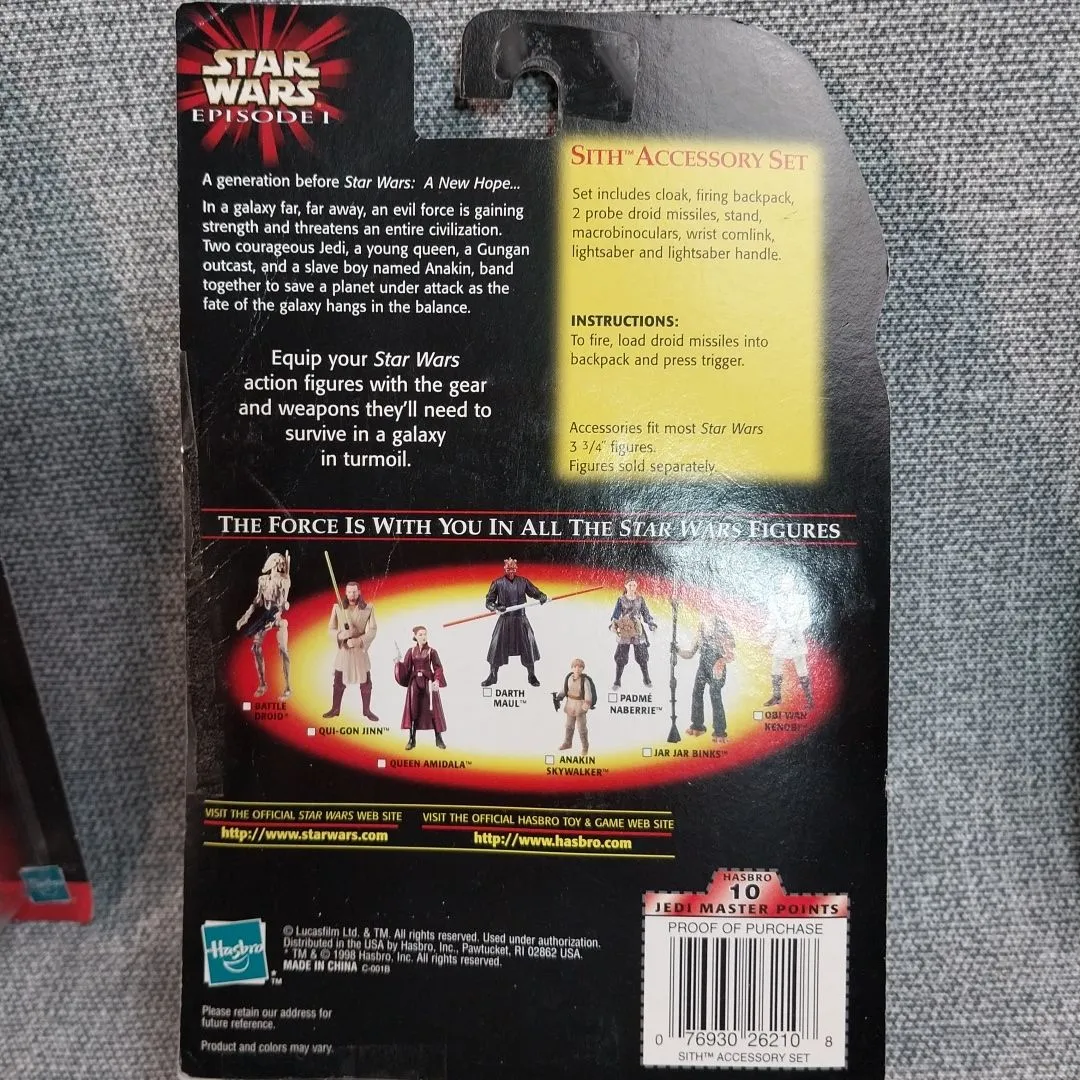 STAR
WARS
EPISODE I
A generation before Star Wars: A New Hope...
In a galaxy far, far away, an evil force is gaining
strength and threatens an entire civilization.
Two courageous Jedi, a young queen, a Gungan
outcast, and a slave boy named Anakin, band
together to save a planet under attack as the
fate of the galaxy hangs in the balance.
Equip your Star Wars
action figures with the gear
and weapons they'll need to
survive in a galaxy
in turmoil.
SITH™ ACCESSORY SET
Set includes cloak, firing backpack,
2 probe droid missiles, stand,
macrobinoculars, wrist comlink,
lightsaber and lightsaber handle.
INSTRUCTIONS:
To fire, load droid missiles into
backpack and press trigger.
Accessories fit most Star Wars
3 3/4" figures.
Figures sold separately.
THE FORCE IS WITH YOU IN ALL THE STAR WARS FIGURES
BATTLE
DROID*
QUI-GON JINN™
QUEEN AMIDALA™
DARTH
MAUL™
ANAKIN
SKYWALKER™
PADMÉ
NABERRIE™
JAR JAR BINKS™
OBI WAN
KENOBI™
VISIT THE OFFICIAL STAR WARS WEB SITE
http://www.starwars.com
VISIT THE OFFICIAL HASBRO TOY & GAME WEB SITE
http://www.hasbro.com
Hasbro
™
© Lucasfilm Ltd. & TM. All rights reserved. Used under authorization.
Distributed in the USA by Hasbro, Inc., Pawtucket, RI 02862 USA.
* TM & © 1998 Hasbro, Inc. All rights reserved.
MADE IN CHINA C-001B
Please retain our address for
future reference.
Product and colors may vary.
HASBRO
10
JEDI MASTER POINTS
PROOF OF PURCHASE
0 76930 26210 8
SITH™ ACCESSORY SET
Hasbro